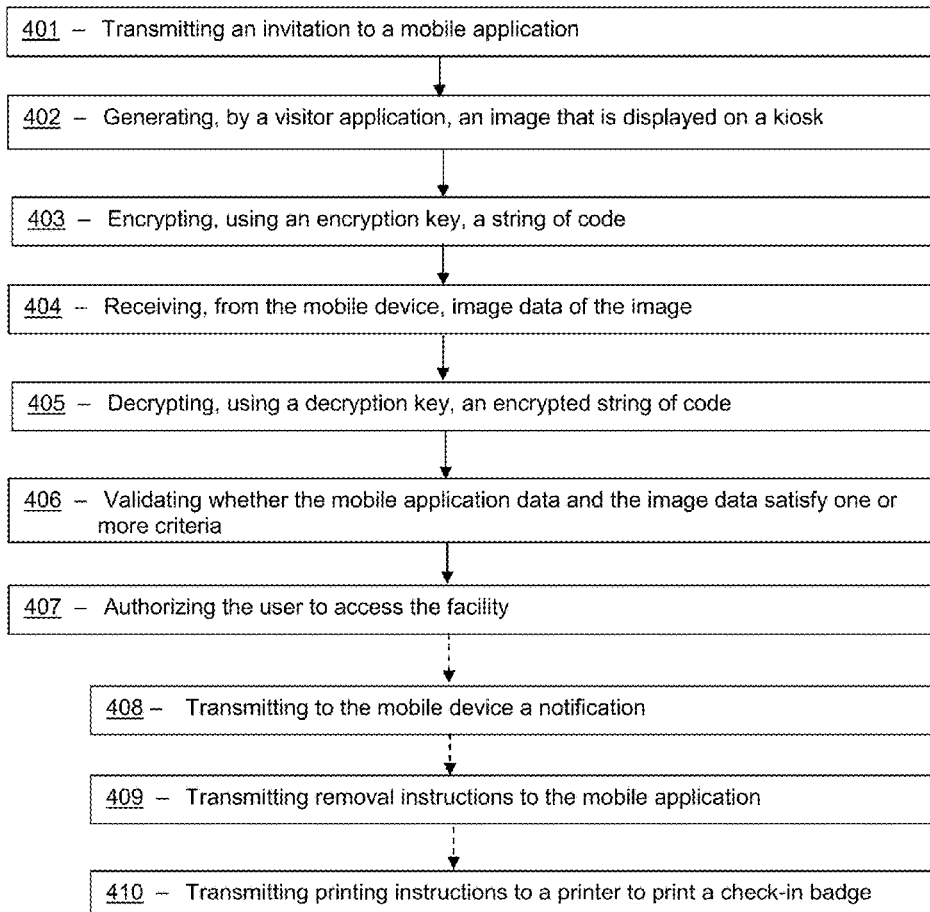 401 – Transmitting an invitation to a mobile application
402 – Generating, by a visitor application, an image that is displayed on a kiosk
403 – Encrypting, using an encryption key, a string of code
404 – Receiving, from the mobile device, image data of the image
405 – Decrypting, using a decryption key, an encrypted string of code
406 – Validating whether the mobile application data and the image data satisfy one or
more criteria
407 – Authorizing the user to access the facility
408 – Transmitting to the mobile device a notification
409 – Transmitting removal instructions to the mobile application
410 – Transmitting printing instructions to a printer to print a check-in badge